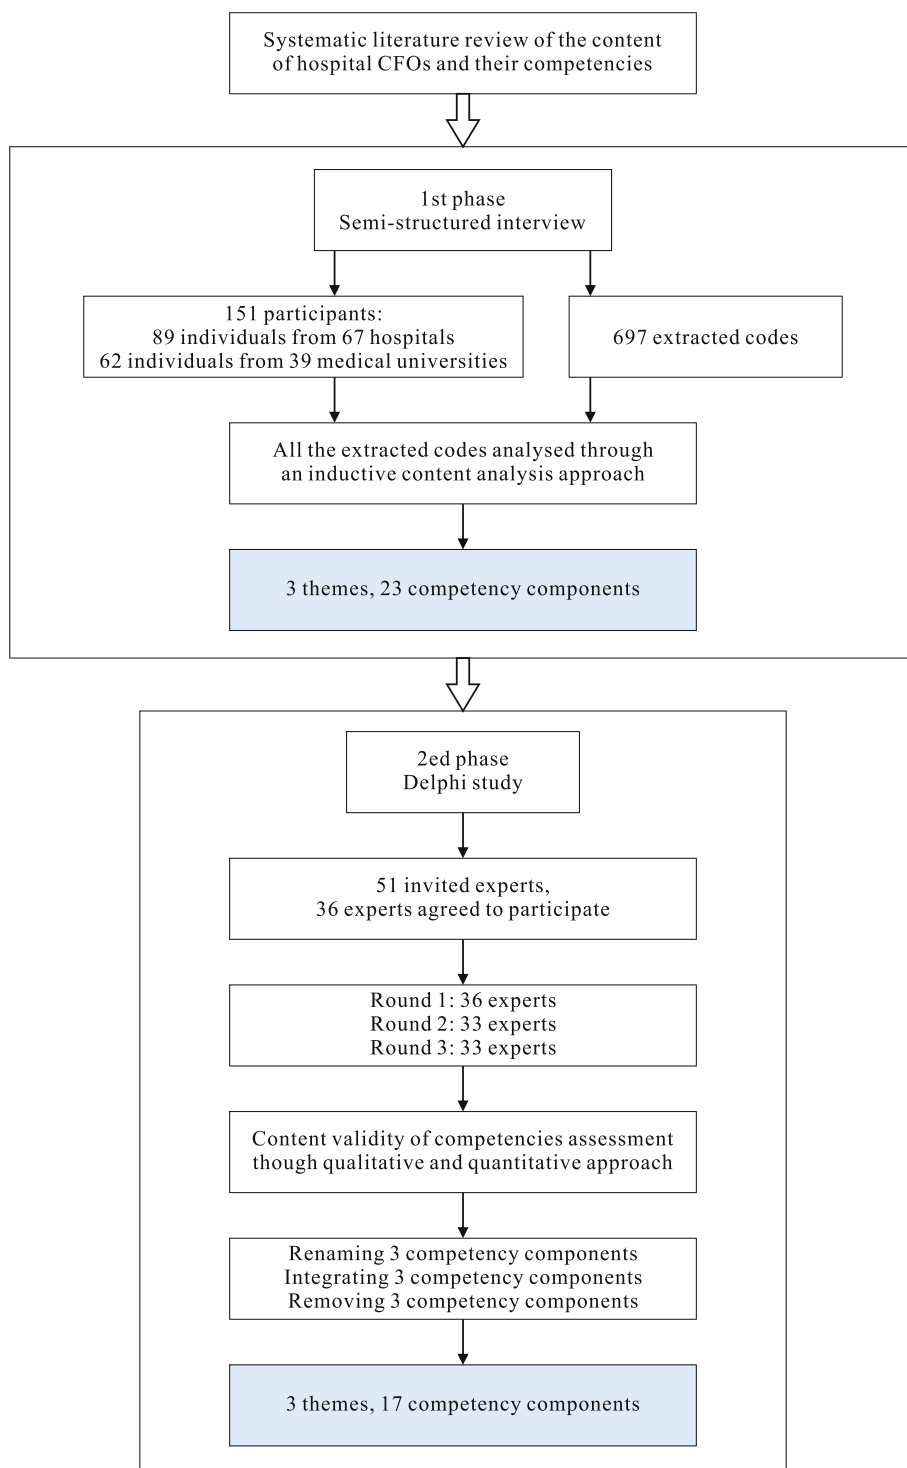 Systematic literature review of the content
of hospital CFOs and their competencies
1st phase
Semi-structured interview
151 participants:
89 individuals from 67 hospitals
62 individuals from 39 medical universities
697 extracted codes
All the extracted codes analysed through
an inductive content analysis approach
3 themes, 23 competency components
2ed phase
Delphi study
51 invited experts,
36 experts agreed to participate
Round 1: 36 experts
Round 2: 33 experts
Round 3: 33 experts
Content validity of competencies assessment
though qualitative and quantitative approach
Renaming 3 competency components
Integrating 3 competency components
Removing 3 competency components
3 themes, 17 competency components